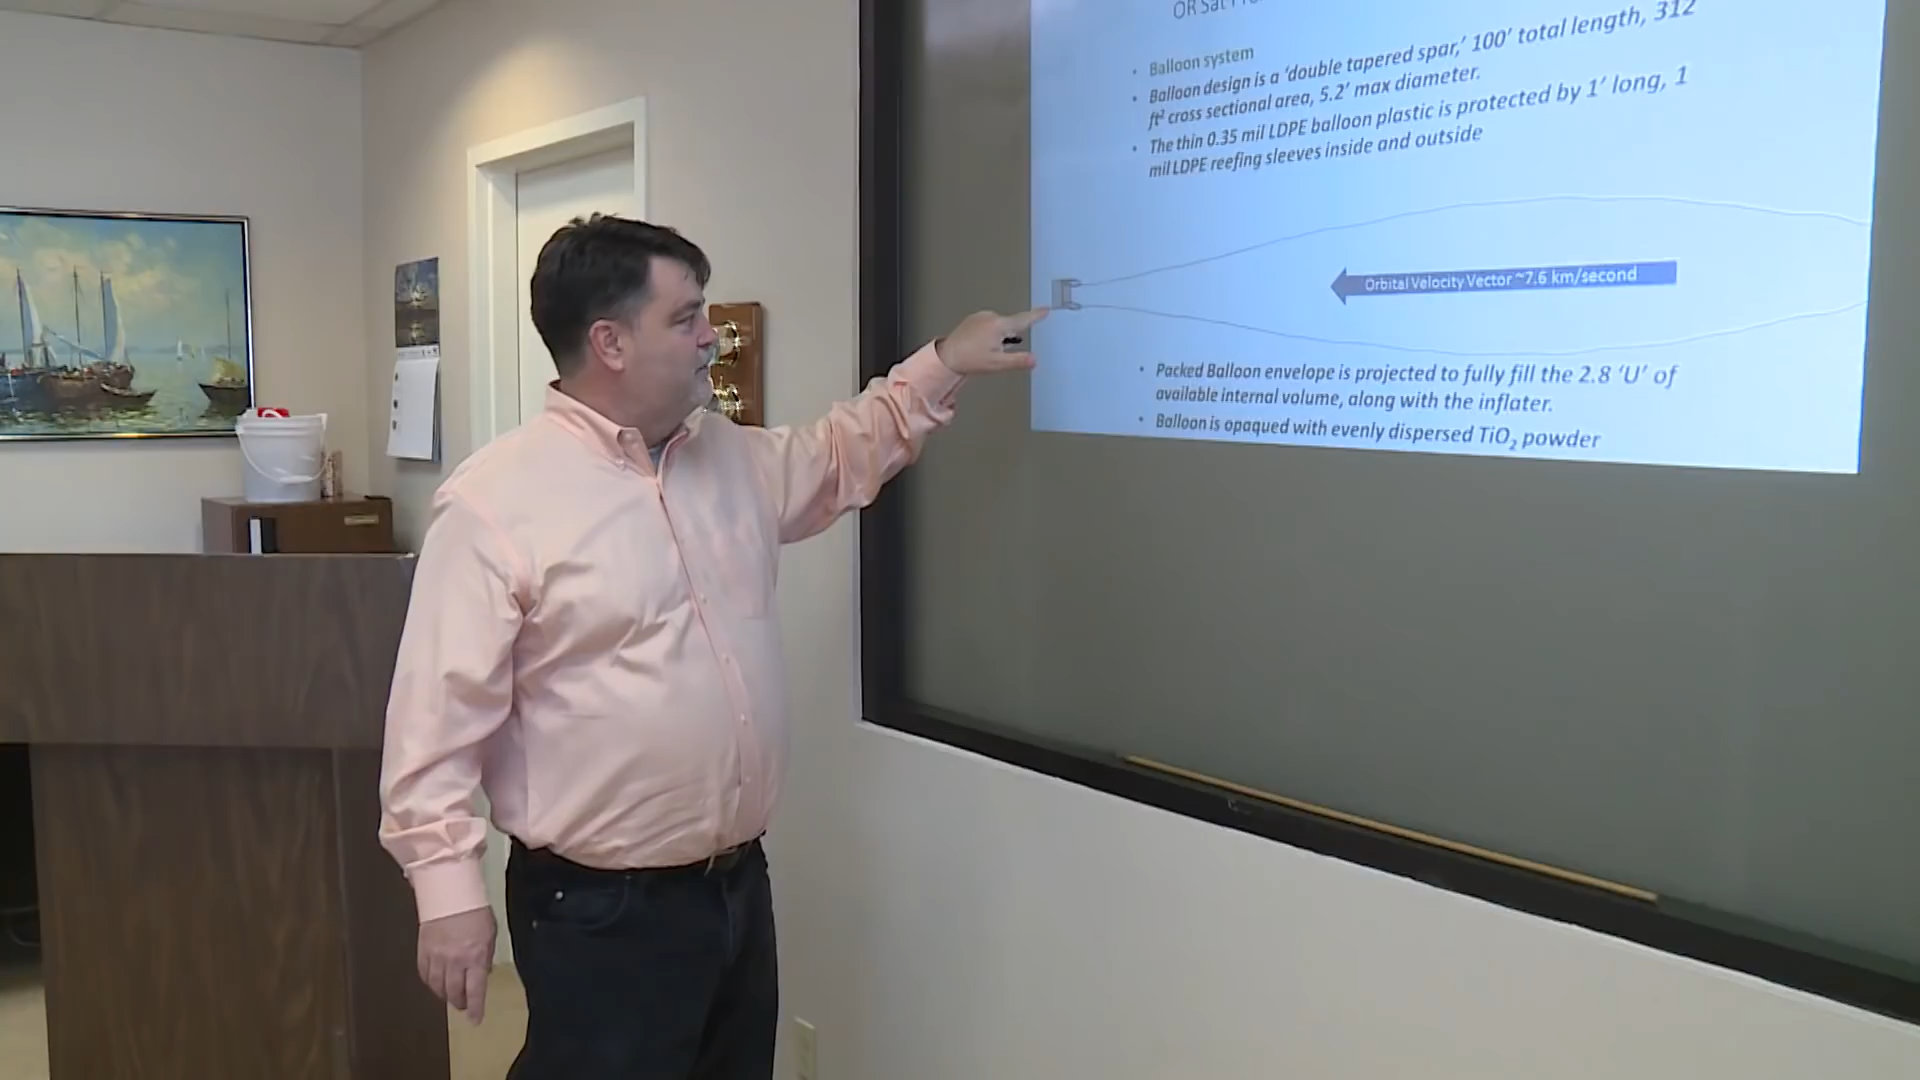 OR Sat
• Balloon system
• Balloon design is a 'double tapered spar,' 100' total length, 312
ft² cross sectional area, 5.2' max diameter.
• The thin 0.35 mil LDPE balloon plastic is protected by 1' long, 1
mil LDPE reefing sleeves inside and outside
Orbital Velocity Vector ~7.6 km/second
• Packed Balloon envelope is projected to fully fill the 2.8 'U' of
available internal volume, along with the inflater.
• Balloon is opaqued with evenly dispersed TiO₂ powder